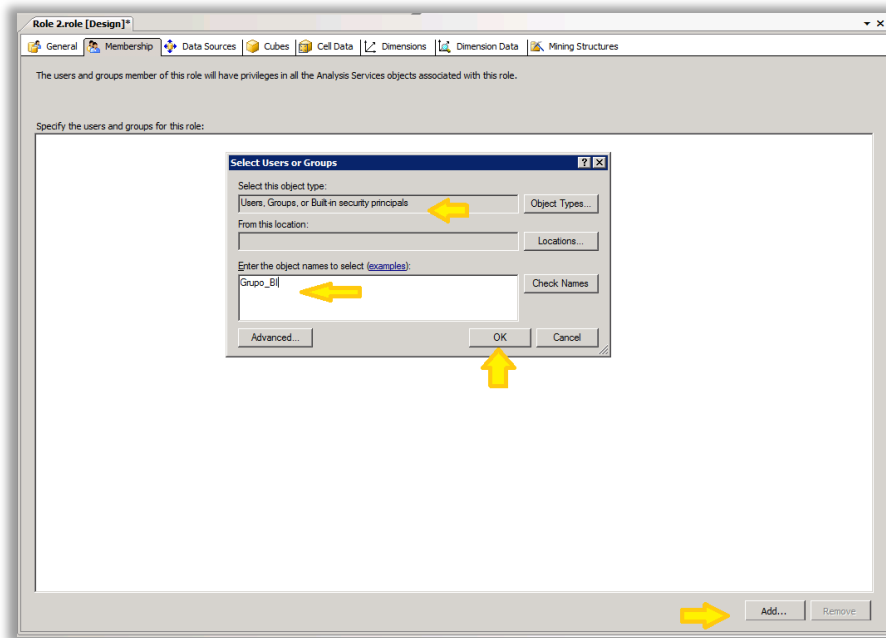 Role 2.role [Design]*
General Membership Data Sources Cubes Cell Data Dimensions Dimension Data Mining Structures
The users and groups member of this role will have privileges in all the Analysis Services objects associated with this role.
Specify the users and groups for this role:
Select Users or Groups
Select this object type:
Users, Groups, or Built-in security principals
Object Types...
From this location:
Locations...
Enter the object names to select (examples):
Grupo_BI
Check Names
Advanced...
OK
Cancel
Add...
Remove